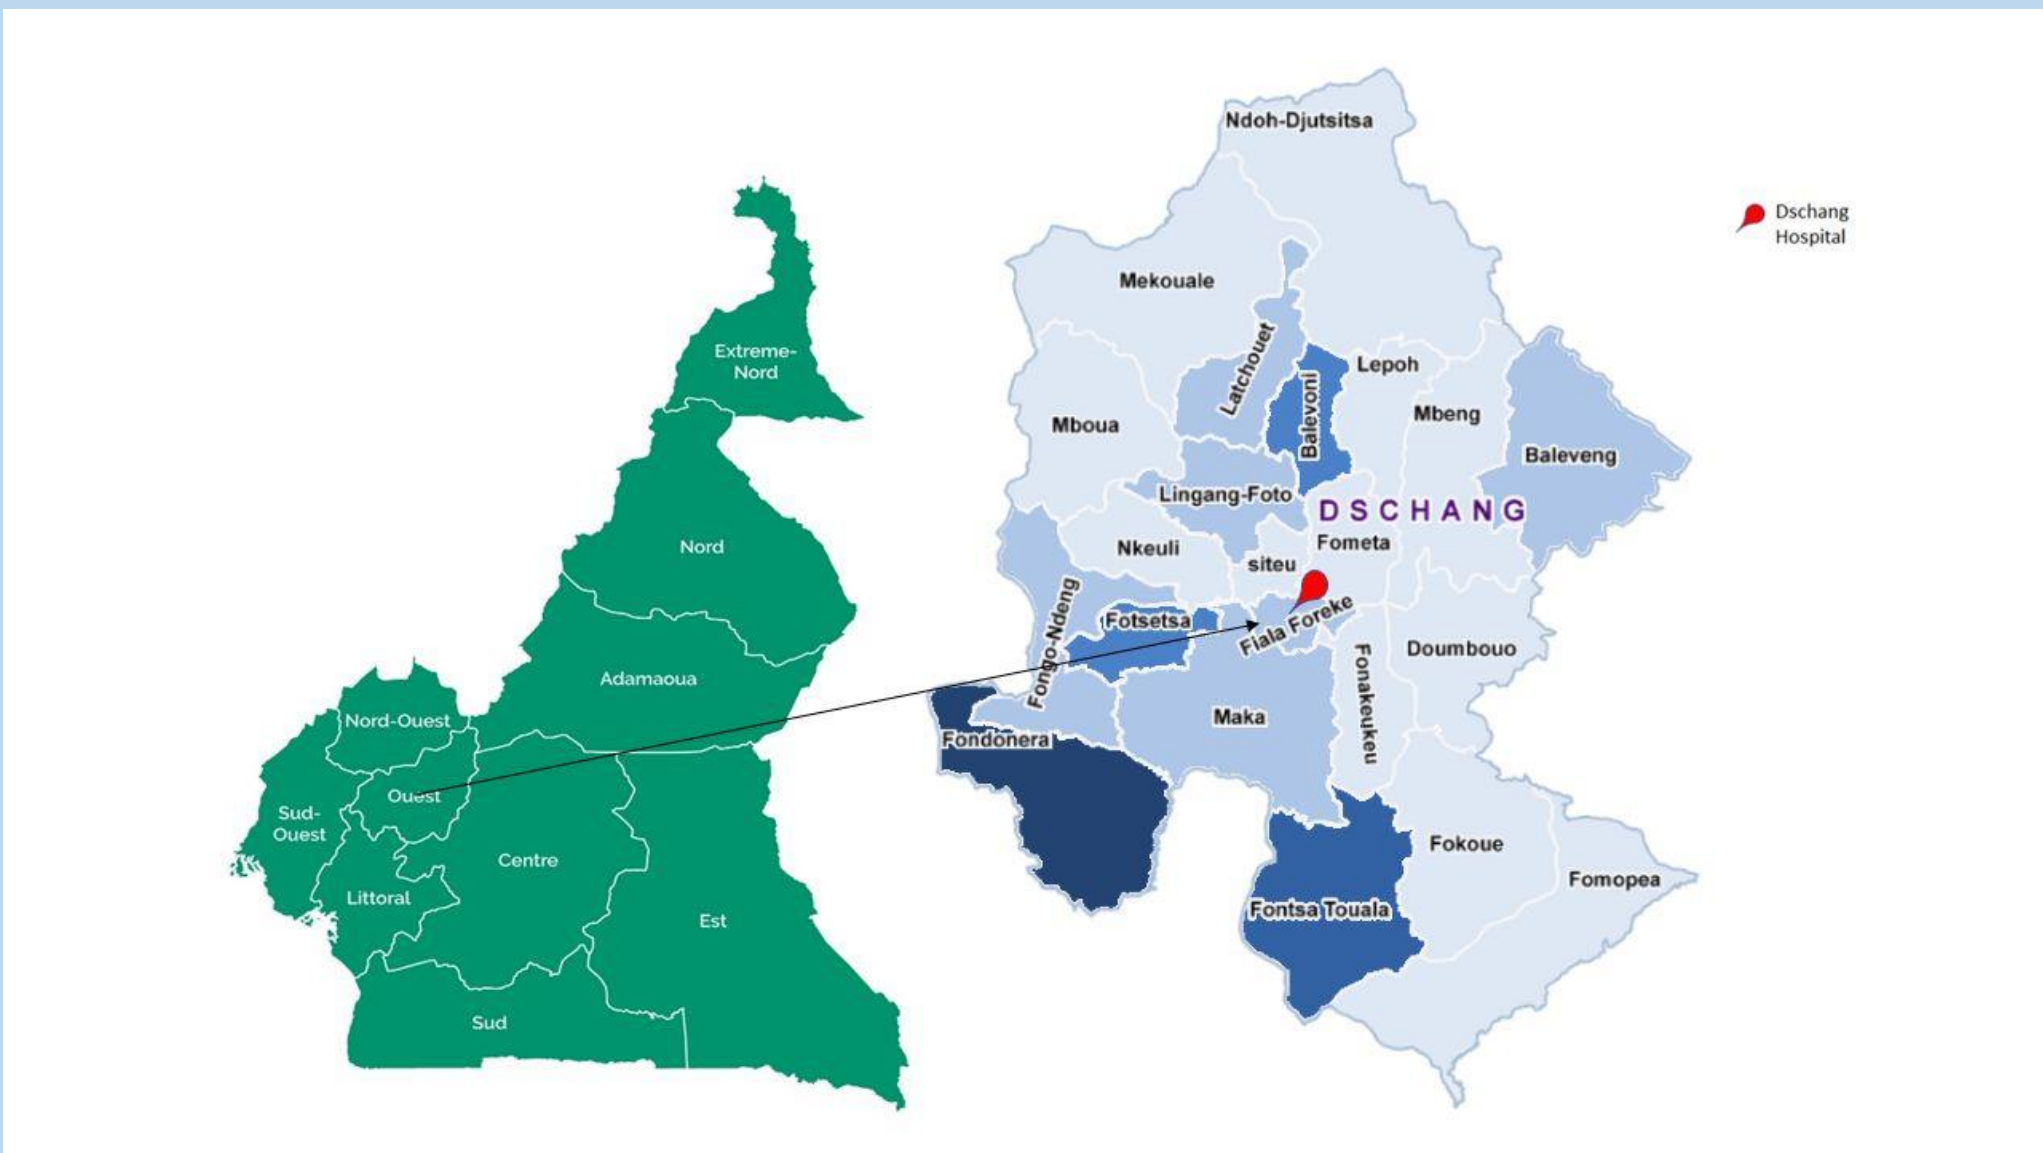 Extreme-
Nord
Nord
Adamaoua
Nord-Ouest
Ouest
Sud-
Ouest
Littoral
Centre
Est
Sud
Ndoh-Djutsitsa
Mekouale
Latchouet
Balevoni
Lepoh
Mbeng
Mboua
Baleveng
Lingang-Foto
DSCHANG
Nkeuli
siteu
Fometa
Fongo-Ndeng
Fotsetsa
Fiala Foreke
Doumbouo
Fonakeukeu
Maka
Fondonera
Fokoue
Fomopea
Fontsa Touala
Dschang
Hospital